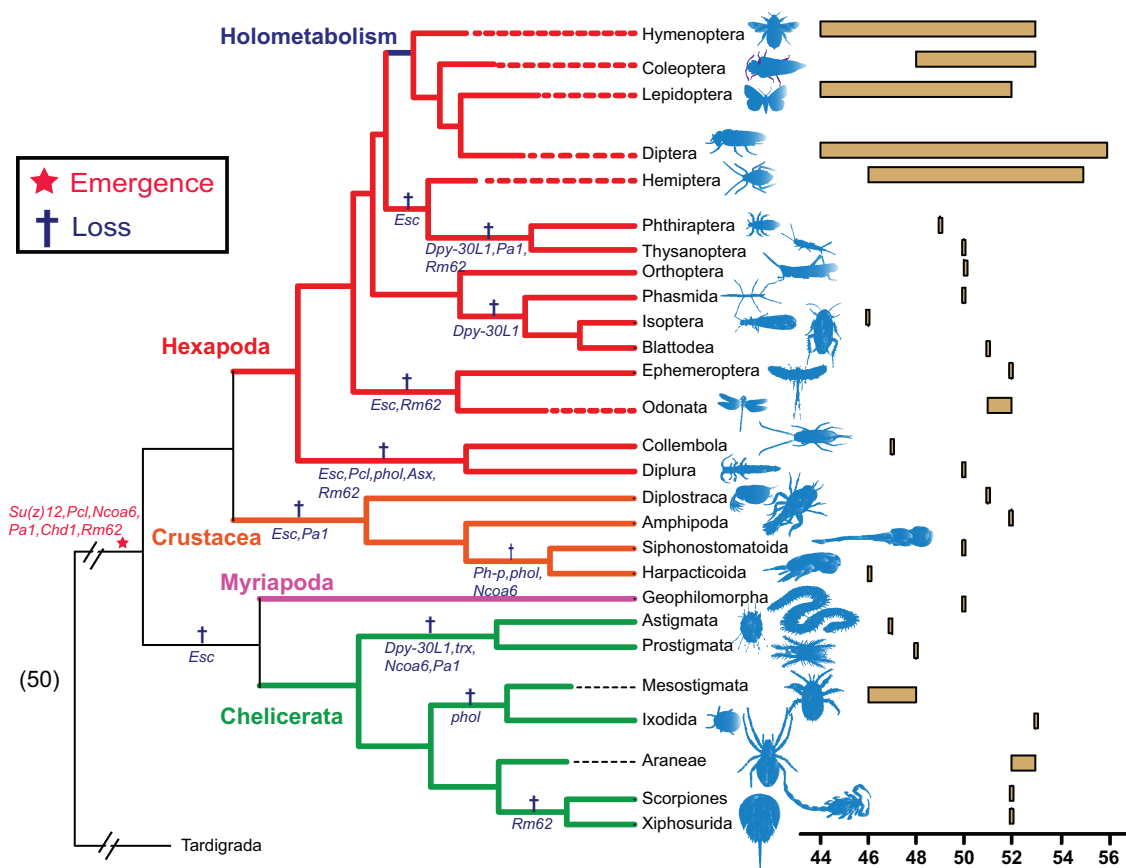 Holometabolism
Hymenoptera
Coleoptera
Lepidoptera
Emergence
Loss
Diptera
Hemiptera
Esc
Phthiraptera
Dpy-30L1,Pa1,
Rm62
Thysanoptera
Orthoptera
Phasmida
Dpy-30L1
Isoptera
Hexapoda
Blattodea
Ephemeroptera
Esc,Rm62
Odonata
Collembola
Esc,Pcl,phol,Asx,
Rm62
Diplura
Diplostraca
Su(z)12,Pcl,Ncoa6,
Pa1,Chd1,Rm62
Crustacea
Esc,Pa1
Amphipoda
Siphonostomatoida
Ph-p,phol,
Ncoa6
Harpacticoida
Myriapoda
Geophilomorpha
Astigmata
Esc
Dpy-30L1,trx,
Ncoa6,Pa1
Prostigmata
(50)
Mesostigmata
phol
Chelicerata
Ixodida
Araneae
Scorpiones
Rm62
Xiphosurida
Tardigrada
44 46 48 50 52 54 56